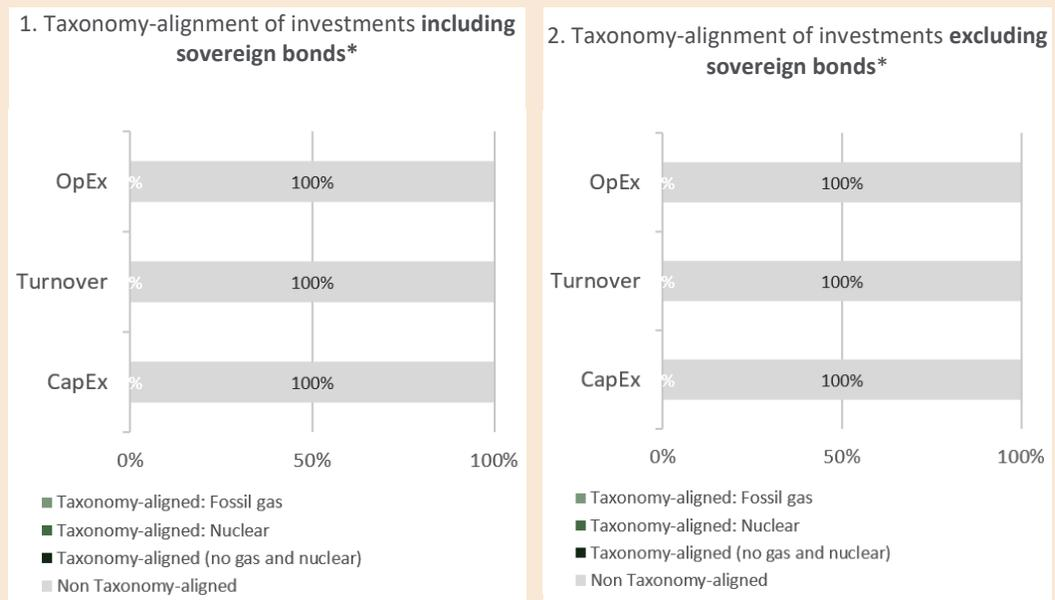 1. Taxonomy-alignment of investments including
sovereign bonds*
OpEx
%
100%
Turnover
%
100%
CapEx
%
100%
0%
50%
100%
Taxonomy-aligned: Fossil gas
Taxonomy-aligned: Nuclear
Taxonomy-aligned (no gas and nuclear)
Non Taxonomy-aligned
2. Taxonomy-alignment of investments excluding
sovereign bonds*
OpEx
%
100%
Turnover
%
100%
CapEx
%
100%
0%
50%
100%
Taxonomy-aligned: Fossil gas
Taxonomy-aligned: Nuclear
Taxonomy-aligned (no gas and nuclear)
Non Taxonomy-aligned